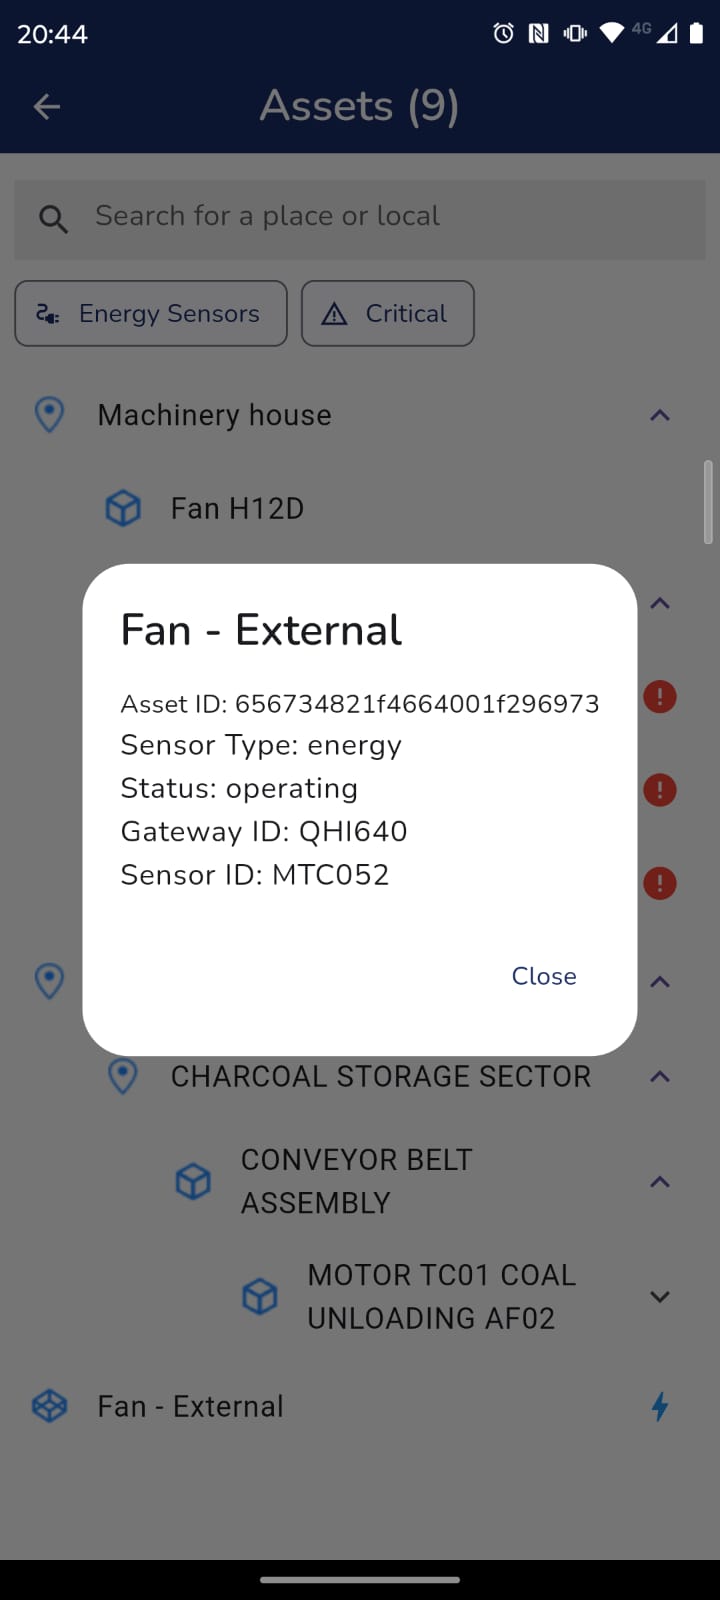 20:44
4G
Assets (9)
Search for a place or local
Energy Sensors
Critical
Machinery house
Fan H12D
Fan - External
Asset ID: 656734821f4664001f296973
Sensor Type: energy
Status: operating
Gateway ID: QHI640
Sensor ID: MTC052
Close
CHARCOAL STORAGE SECTOR
CONVEYOR BELT
ASSEMBLY
MOTOR TC01 COAL
UNLOADING AF02
Fan - External